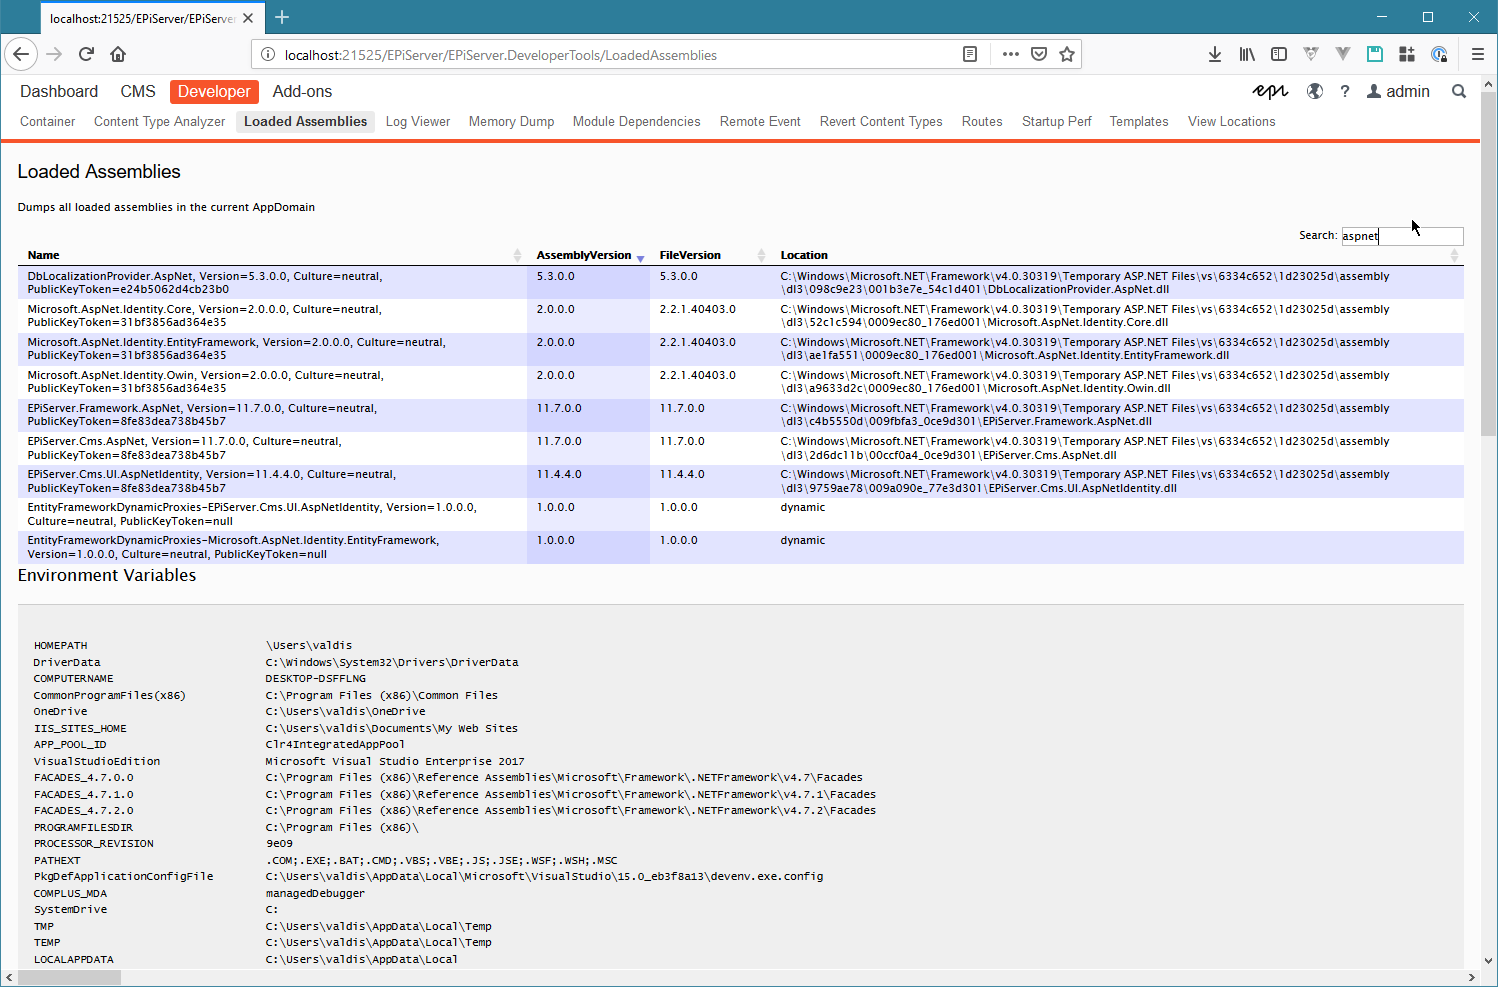 localhost:21525/EPiServer/EPiServe
localhost:21525/EPiServer/EPiServer.DeveloperTools/LoadedAssemblies
Dashboard CMS Developer Add-ons
epi ? admin
Container Content Type Analyzer Loaded Assemblies Log Viewer Memory Dump Module Dependencies Remote Event Revert Content Types Routes Startup Perf Templates View Locations
Loaded Assemblies
Dumps all loaded assemblies in the current AppDomain
Search: aspnet
Name AssemblyVersion FileVersion Location
DbLocalizationProvider.AspNet, Version=5.3.0.0, Culture=neutral, 5.3.0.0 5.3.0.0 C:\Windows\Microsoft.NET\Framework\v4.0.30319\Temporary ASP.NET Files\vs\6334c652\1d23025d\assembly
PublicKeyToken=e24b5062d4cb23b0 \dl3\098c9e23\001b3e7e_54c1d401\DbLocalizationProvider.AspNet.dll
Microsoft.AspNet.Identity.Core, Version=2.0.0.0, Culture=neutral, 2.0.0.0 2.2.1.40403.0 C:\Windows\Microsoft.NET\Framework\v4.0.30319\Temporary ASP.NET Files\vs\6334c652\1d23025d\assembly
PublicKeyToken=31bf3856ad364e35 \dl3\52c1c594\0009ec80_176ed001\Microsoft.AspNet.Identity.Core.dll
Microsoft.AspNet.Identity.EntityFramework, Version=2.0.0.0, Culture=neutral, 2.0.0.0 2.2.1.40403.0 C:\Windows\Microsoft.NET\Framework\v4.0.30319\Temporary ASP.NET Files\vs\6334c652\1d23025d\assembly
PublicKeyToken=31bf3856ad364e35 \dl3\ae1fa551\0009ec80_176ed001\Microsoft.AspNet.Identity.EntityFramework.dll
Microsoft.AspNet.Identity.Owin, Version=2.0.0.0, Culture=neutral, 2.0.0.0 2.2.1.40403.0 C:\Windows\Microsoft.NET\Framework\v4.0.30319\Temporary ASP.NET Files\vs\6334c652\1d23025d\assembly
PublicKeyToken=31bf3856ad364e35 \dl3\a9633d2c\0009ec80_176ed001\Microsoft.AspNet.Identity.Owin.dll
EPiServer.Framework.AspNet, Version=11.7.0.0, Culture=neutral, 11.7.0.0 11.7.0.0 C:\Windows\Microsoft.NET\Framework\v4.0.30319\Temporary ASP.NET Files\vs\6334c652\1d23025d\assembly
PublicKeyToken=8fe83dea738b45b7 \dl3\c4b5550d\009fbfa3_0ce9d301\EPiServer.Framework.AspNet.dll
EPiServer.Cms.AspNet, Version=11.7.0.0, Culture=neutral, 11.7.0.0 11.7.0.0 C:\Windows\Microsoft.NET\Framework\v4.0.30319\Temporary ASP.NET Files\vs\6334c652\1d23025d\assembly
PublicKeyToken=8fe83dea738b45b7 \dl3\2d6dc11b\00ccf0a4_0ce9d301\EPiServer.Cms.AspNet.dll
EPiServer.Cms.UI.AspNetIdentity, Version=11.4.4.0, Culture=neutral, 11.4.4.0 11.4.4.0 C:\Windows\Microsoft.NET\Framework\v4.0.30319\Temporary ASP.NET Files\vs\6334c652\1d23025d\assembly
PublicKeyToken=8fe83dea738b45b7 \dl3\9759ae78\009a090e_77e3d301\EPiServer.Cms.UI.AspNetIdentity.dll
EntityFrameworkDynamicProxies-EPiServer.Cms.UI.AspNetIdentity, Version=1.0.0.0, 1.0.0.0 1.0.0.0 dynamic
Culture=neutral, PublicKeyToken=null
EntityFrameworkDynamicProxies-Microsoft.AspNet.Identity.EntityFramework, 1.0.0.0 1.0.0.0 dynamic
Version=1.0.0.0, Culture=neutral, PublicKeyToken=null
Environment Variables
HOMEPATH \Users\valdis
DriverData C:\Windows\System32\Drivers\DriverData
COMPUTERNAME DESKTOP-DSFFLNG
CommonProgramFiles(x86) C:\Program Files (x86)\Common Files
OneDrive C:\Users\valdis\OneDrive
IIS_SITES_HOME C:\Users\valdis\Documents\My Web Sites
APP_POOL_ID Clr4IntegratedAppPool
VisualStudioEdition Microsoft Visual Studio Enterprise 2017
FACADES_4.7.0.0 C:\Program Files (x86)\Reference Assemblies\Microsoft\Framework\.NETFramework\v4.7\Facades
FACADES_4.7.1.0 C:\Program Files (x86)\Reference Assemblies\Microsoft\Framework\.NETFramework\v4.7.1\Facades
FACADES_4.7.2.0 C:\Program Files (x86)\Reference Assemblies\Microsoft\Framework\.NETFramework\v4.7.2\Facades
PROGRAMFILESDIR C:\Program Files (x86)\
PROCESSOR_REVISION 9e09
PATHEXT .COM;.EXE;.BAT;.CMD;.VBS;.VBE;.JS;.JSE;.WSF;.WSH;.MSC
PkgDefApplicationConfigFile C:\Users\valdis\AppData\Local\Microsoft\VisualStudio\15.0_eb3f8a13\devenv.exe.config
COMPLUS_MDA managedDebugger
SystemDrive C:
TMP C:\Users\valdis\AppData\Local\Temp
TEMP C:\Users\valdis\AppData\Local\Temp
LOCALAPPDATA C:\Users\valdis\AppData\Local